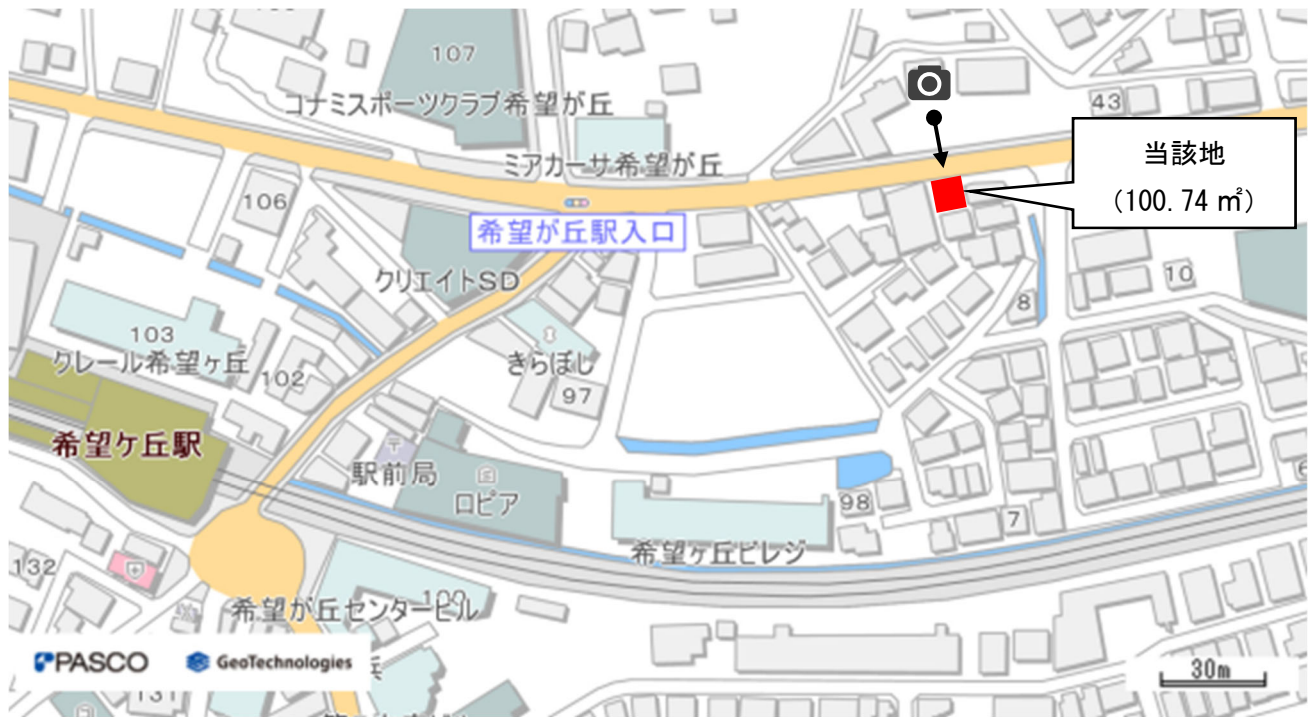 107
コナミスポーツクラブ希望が丘
43
ミアカーサ希望が丘
当該地
(100.74 ㎡)
106
希望が丘駅入口
クリエイトSD
10
8
103
グレール希望ヶ丘
102
きらぼし
97
希望ケ丘駅
駅前局
ロピア
98
7
希望ヶ丘ビレジ
132
100
希望が丘センタービル
PASCO
GeoTechnologies
30m
131